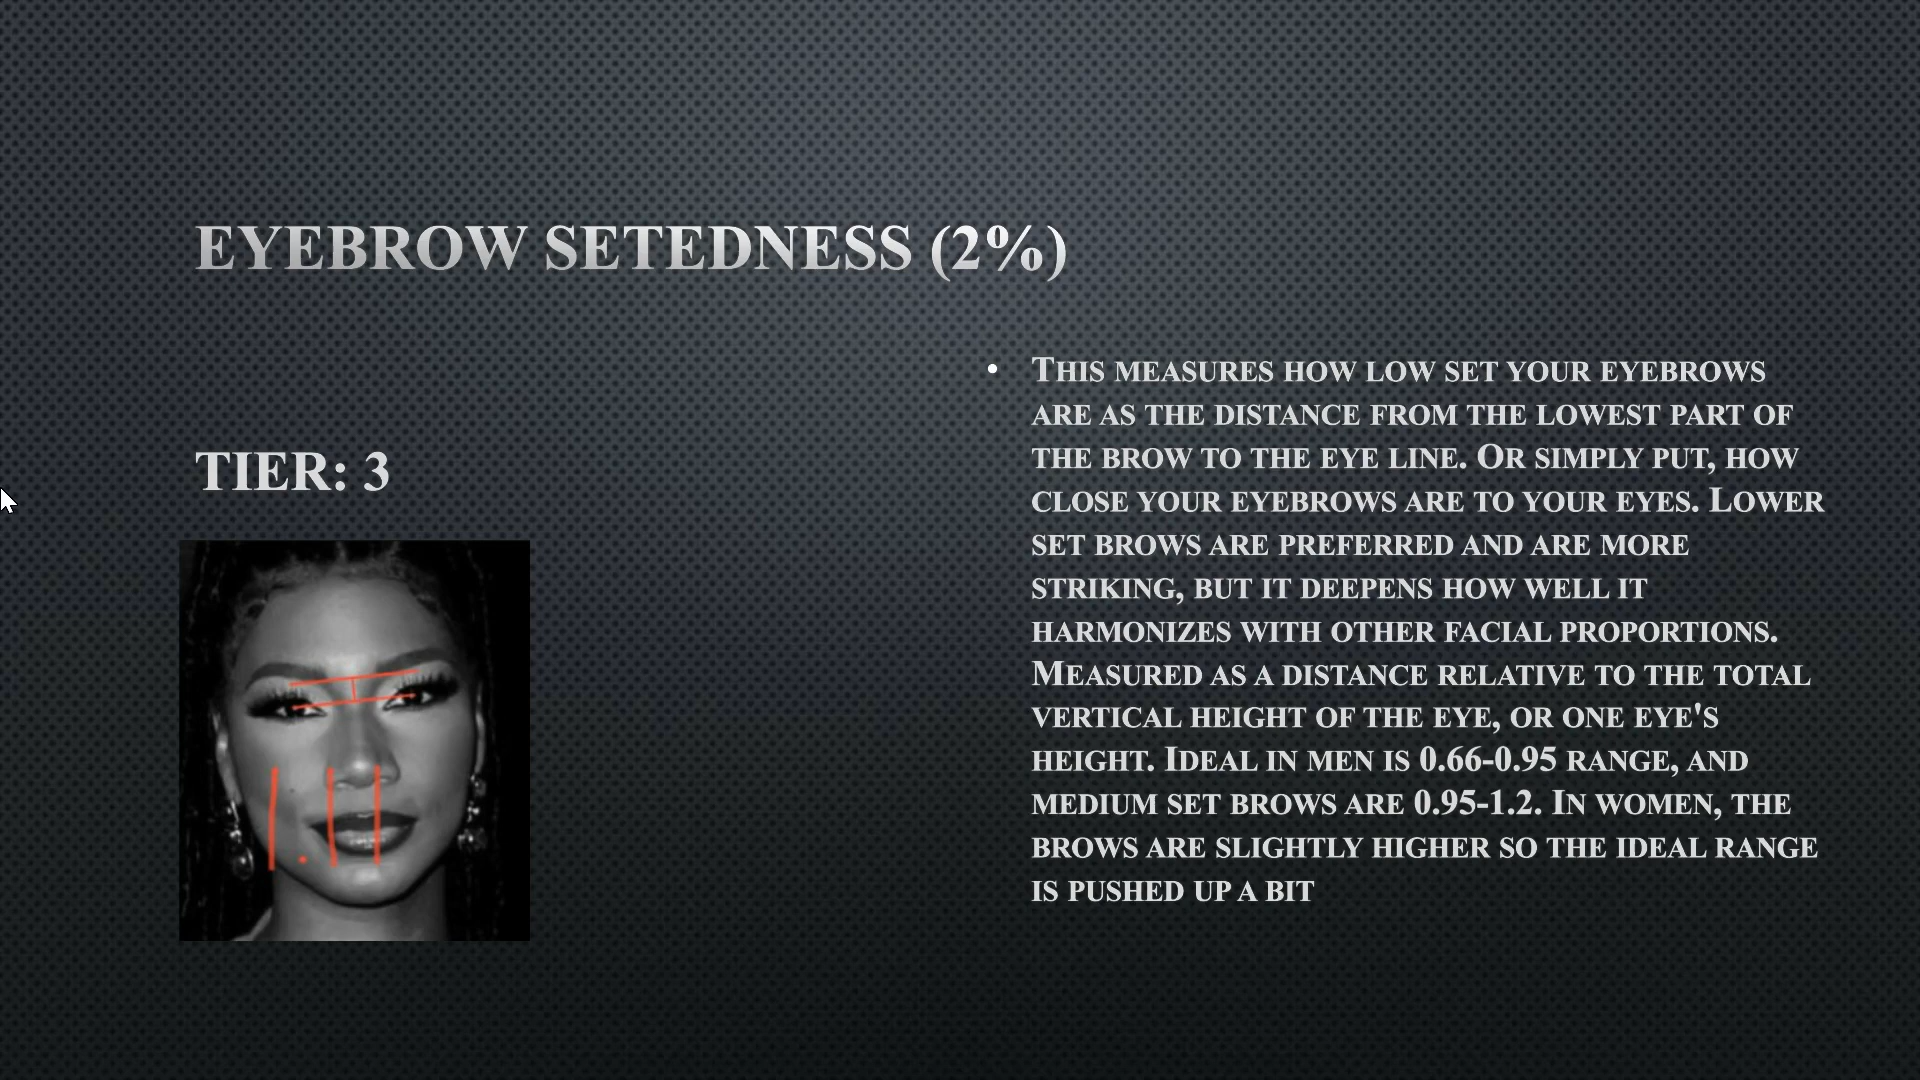 EYEBROW SETEDNESS (2%)
TIER: 3
1.11
• THIS MEASURES HOW LOW SET YOUR EYEBROWS
ARE AS THE DISTANCE FROM THE LOWEST PART OF
THE BROW TO THE EYE LINE. OR SIMPLY PUT, HOW
CLOSE YOUR EYEBROWS ARE TO YOUR EYES. LOWER
SET BROWS ARE PREFERRED AND ARE MORE
STRIKING, BUT IT DEEPENS HOW WELL IT
HARMONIZES WITH OTHER FACIAL PROPORTIONS.
MEASURED AS A DISTANCE RELATIVE TO THE TOTAL
VERTICAL HEIGHT OF THE EYE, OR ONE EYE'S
HEIGHT. IDEAL IN MEN IS 0.66-0.95 RANGE, AND
MEDIUM SET BROWS ARE 0.95-1.2. IN WOMEN, THE
BROWS ARE SLIGHTLY HIGHER SO THE IDEAL RANGE
IS PUSHED UP A BIT